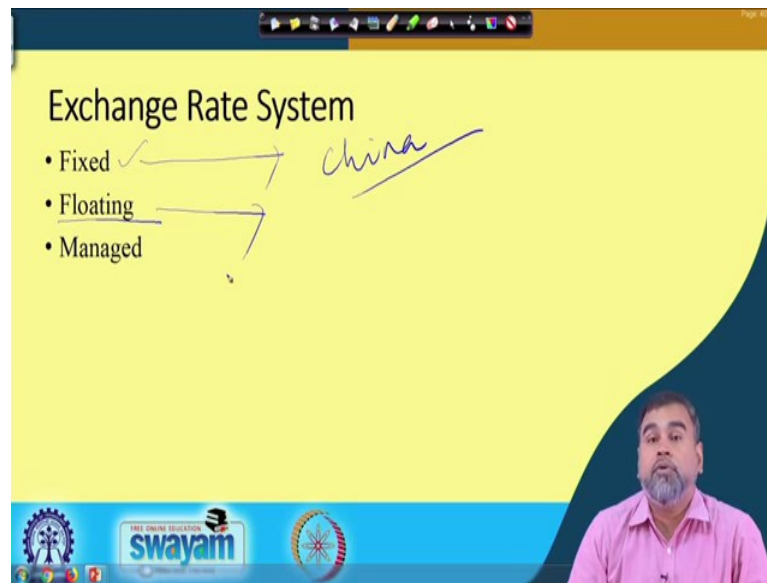 Exchange Rate System
• Fixed
China
• Floating
• Managed
FREE ONLINE EDUCATION
swayam